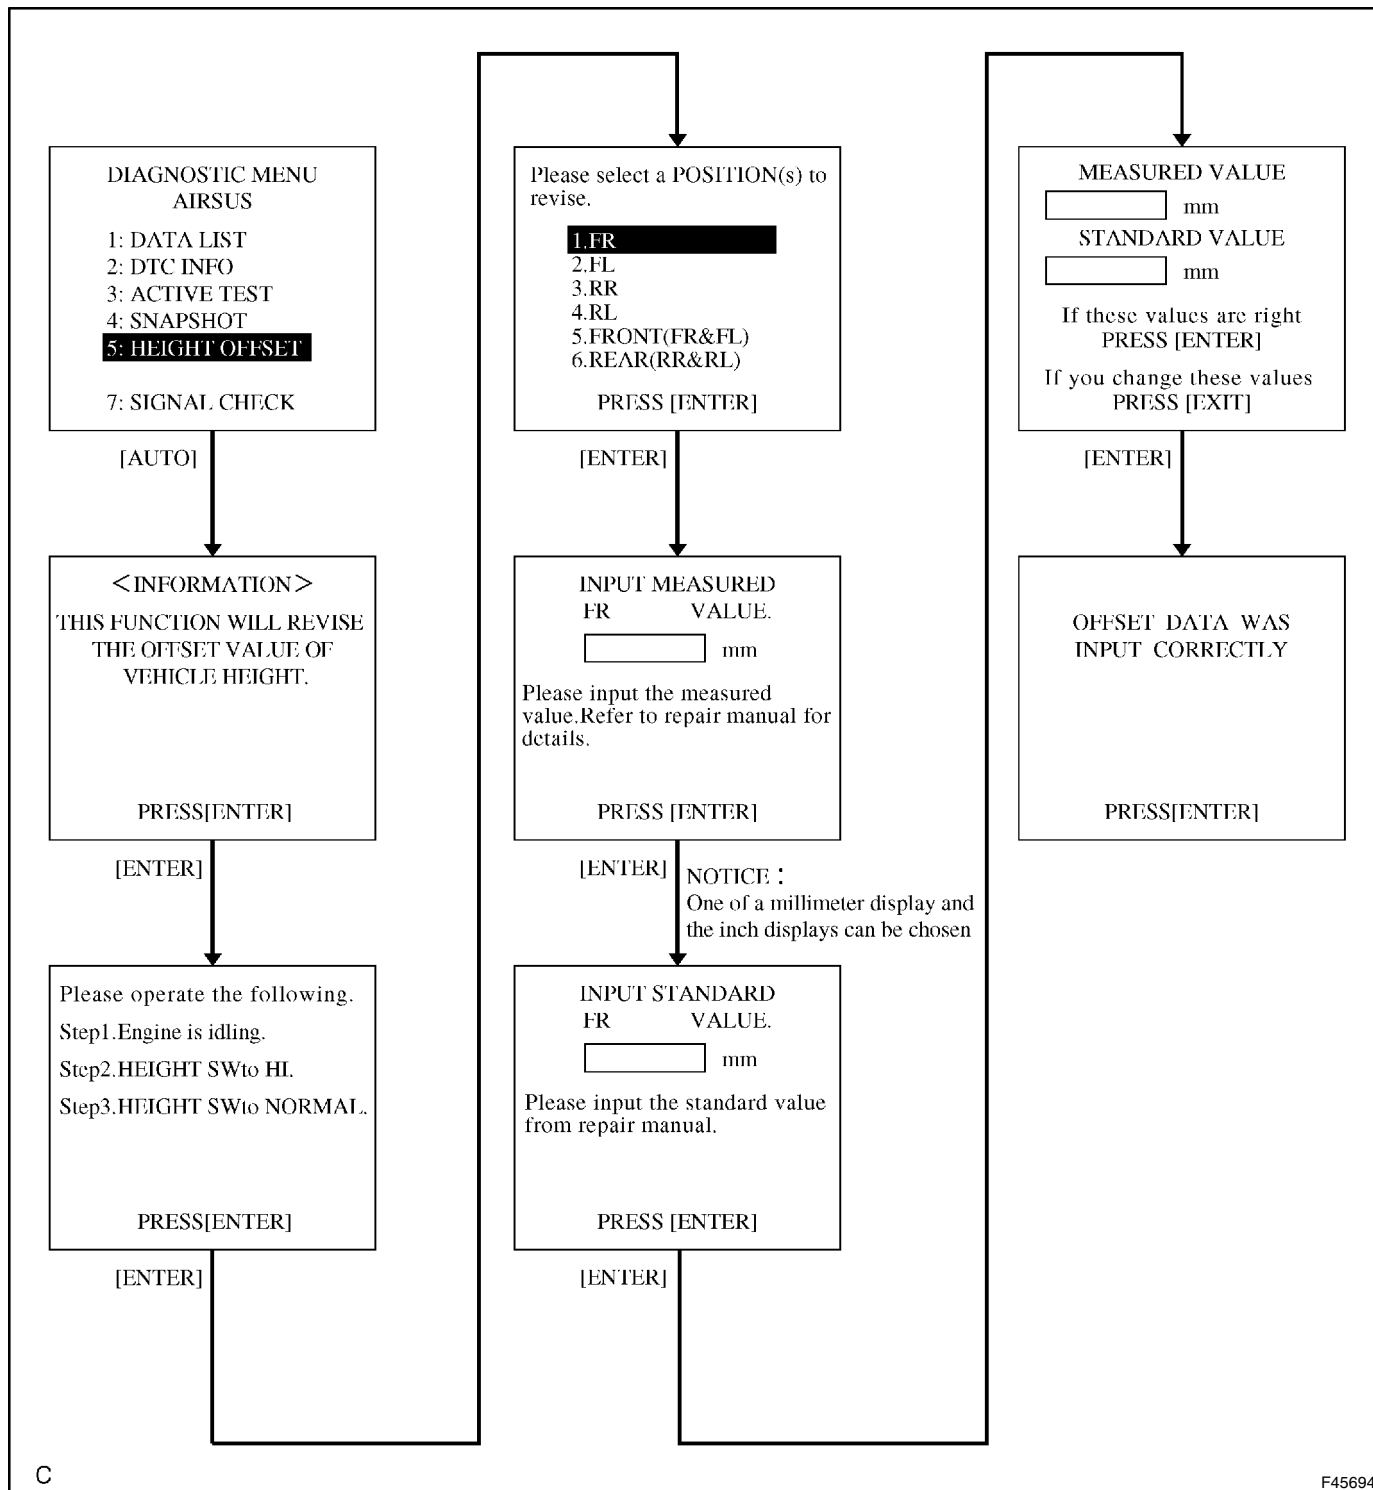 DIAGNOSTIC MENU
AIRSUS
1: DATA LIST
2: DTC INFO
3: ACTIVE TEST
4: SNAPSHOT
5: HEIGHT OFFSET
7: SIGNAL CHECK
[AUTO]
<INFORMATION>
THIS FUNCTION WILL REVISE
THE OFFSET VALUE OF
VEHICLE HEIGHT.
PRESS[ENTER]
[ENTER]
Please operate the following.
Step1.Engine is idling.
Step2.HEIGHT SWto HI.
Step3.HEIGHT SWto NORMAL.
PRESS[ENTER]
[ENTER]
Please select a POSITION(s) to
revise.
1.FR
2.FL
3.RR
4.RL
5.FRONT(FR&FL)
6.REAR(RR&RL)
PRESS [ENTER]
[ENTER]
INPUT MEASURED
FR VALUE.
mm
Please input the measured
value.Refer to repair manual for
details.
PRESS [ENTER]
[ENTER]
NOTICE :
One of a millimeter display and
the inch displays can be chosen
INPUT STANDARD
FR VALUE.
mm
Please input the standard value
from repair manual.
PRESS [ENTER]
[ENTER]
MEASURED VALUE
mm
STANDARD VALUE
mm
If these values are right
PRESS [ENTER]
If you change these values
PRESS [EXIT]
[ENTER]
OFFSET DATA WAS
INPUT CORRECTLY
PRESS[ENTER]
C
F45694